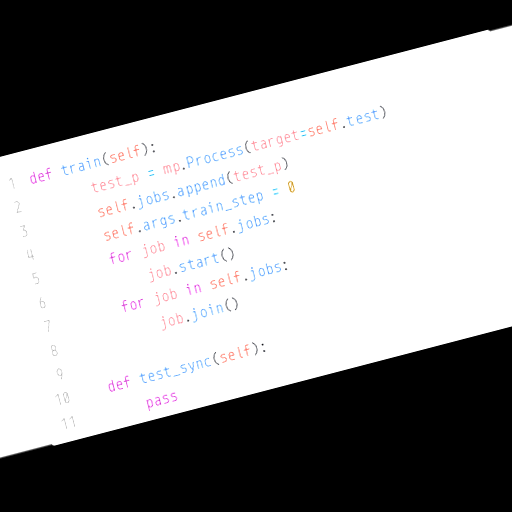 1 def train(self):
2 test_p = mp.Process(target=self.test)
3 self.jobs.append(test_p)
4 self.args.train_step = 0
5 for job in self.jobs:
6 job.start()
7 for job in self.jobs:
8 job.join()
9
10 def test_sync(self):
11 pass